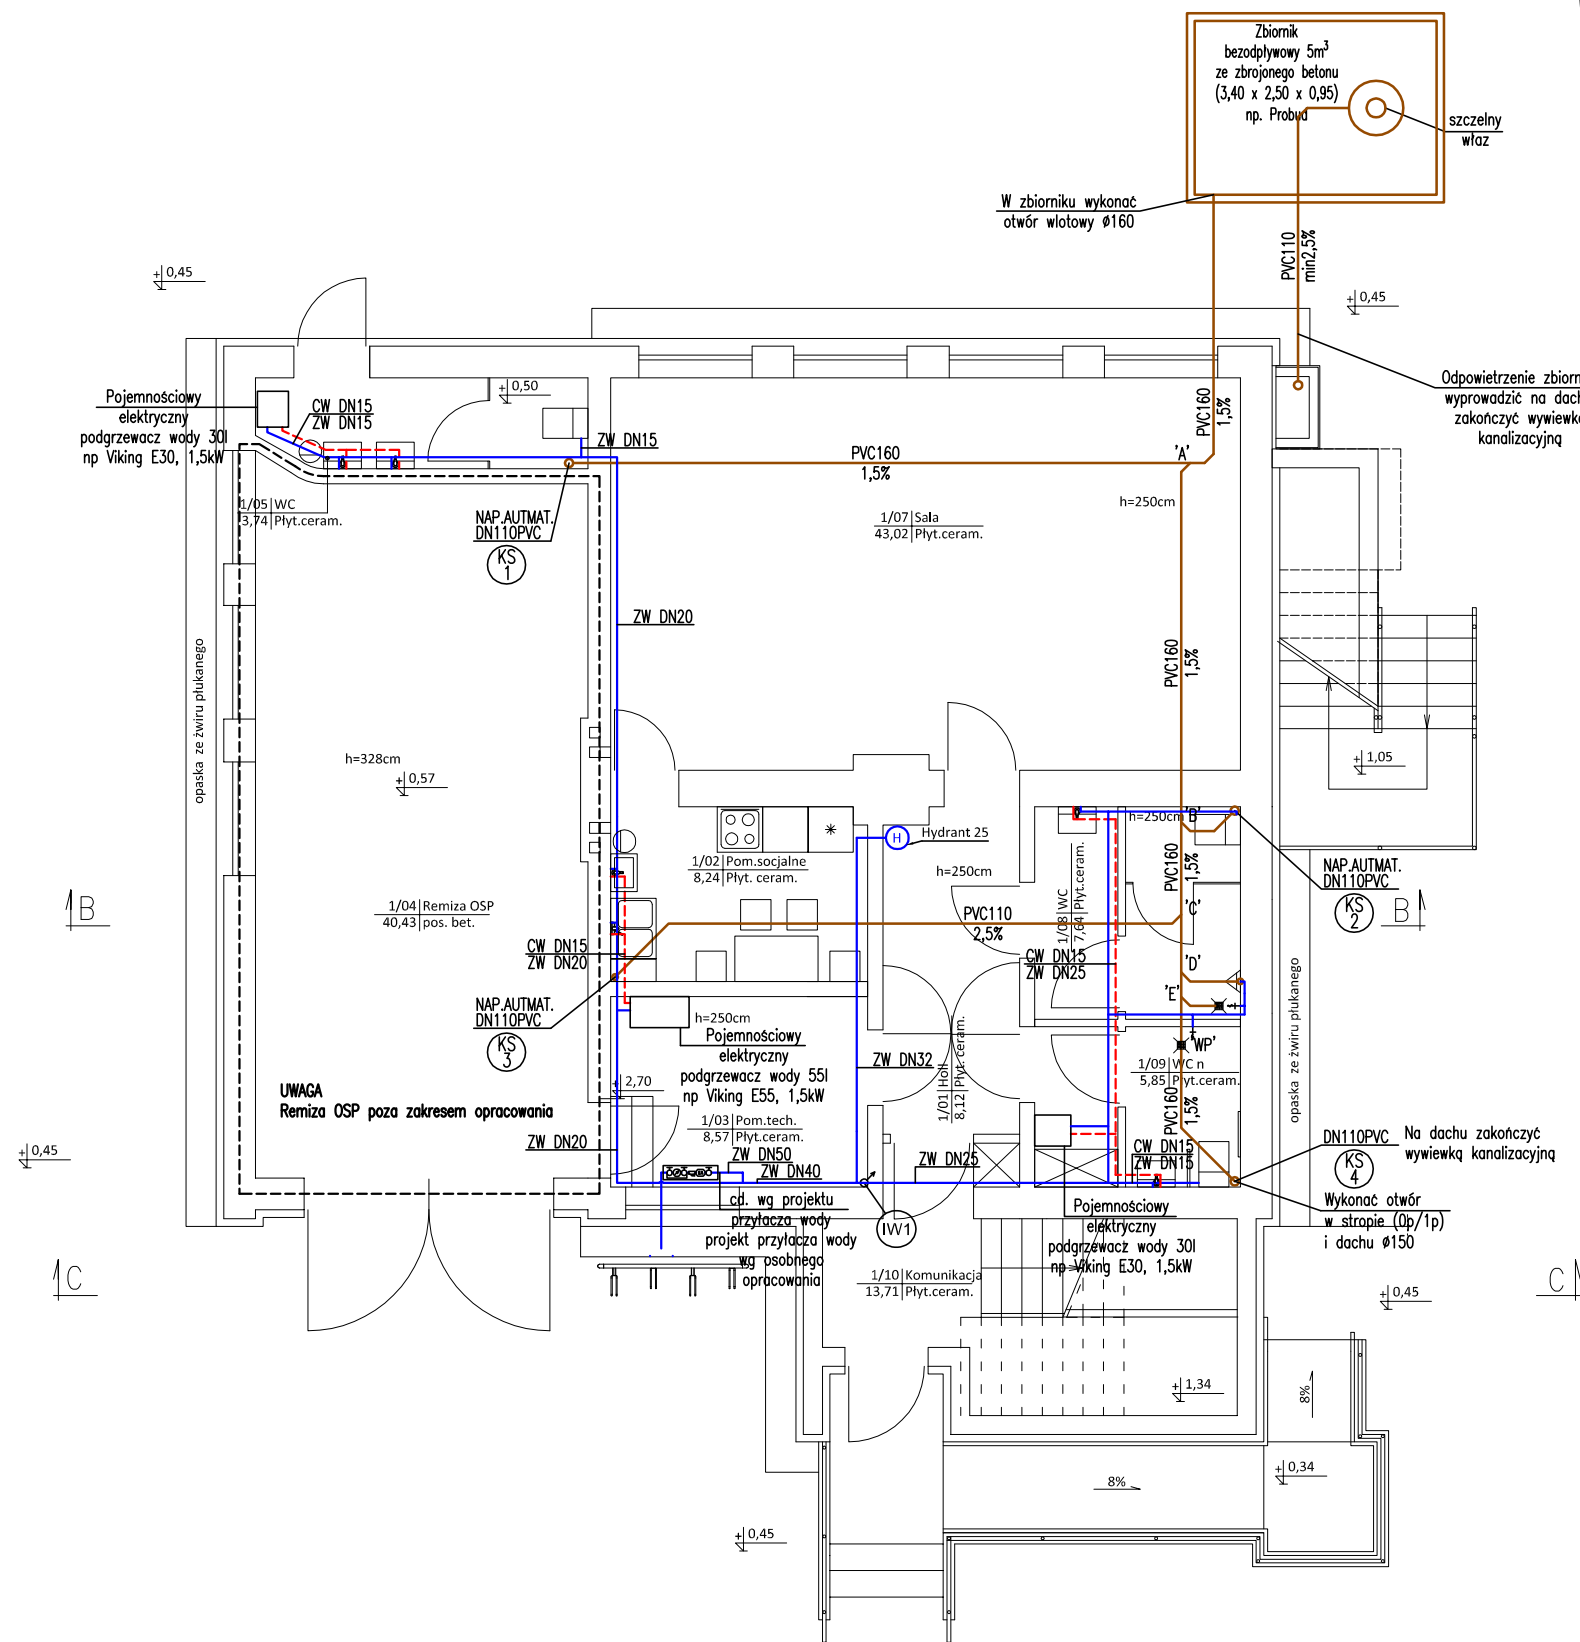 Zbiornik
bezodpływowy 5m³
ze zbrojonego betonu
(3,40 x 2,50 x 0,95)
np. Probud
szczelny
właz
W zbiorniku wykonać
otwór wlotowy ø160
PVC110
min2,5%
+ 0,45
+ 0,45
Odpowietrzenie zbiorn
wyprowadzić na dach
zakończyć wywiewk
kanalizacyjną
Pojemnościowy
elektryczny
podgrzewacz wody 30l
np Viking E30, 1,5kW
CW DN15
ZW DN15
+ 0,50
ZW DN15
PVC160
1,5%
PVC160
1,5%
'A'
h=250cm
1/05 WC
3,74 Płyt.ceram.
NAP.AUTMAT.
DN110PVC
KS
1
1/07 Sala
43,02 Płyt.ceram.
ZW DN20
PVC160
1,5%
opaska ze żwiru płukanego
h=328cm
+ 0,57
+ 1,05
Hydrant 25
H
h=250cm
h=250cm
'B'
1/02 Pom.socjalne
8,24 Płyt. ceram.
PVC160
1,5%
NAP.AUTMAT.
DN110PVC
KS
2
B
B
1/04 Remiza OSP
40,43 pos. bet.
PVC110
2,5%
1/08 WC
7,64 Płyt.ceram.
'C'
CW DN15
ZW DN20
CW DN15
ZW DN25
'D'
'E'
NAP.AUTMAT.
DN110PVC
KS
3
h=250cm
Pojemnościowy
elektryczny
podgrzewacz wody 55l
np Viking E55, 1,5kW
ZW DN32
1/01 Holl
8,12 Płyt. ceram.
'WP'
1/09 WC n
5,85 Płyt.ceram.
opaska ze żwiru płukanego
UWAGA
Remiza OSP poza zakresem opracowania
+ 2,70
1/03 Pom.tech.
8,57 Płyt.ceram.
PVC160
1,5%
ZW DN20
ZW DN50
ZW DN40
ZW DN25
CW DN15
ZW DN15
DN110PVC
KS
4
Na dachu zakończyć
wywiewką kanalizacyjną
+ 0,45
cd. wg projektu
przyłącza wody
projekt przyłącza wody
wg osobnego
opracowania
IW1
Pojemnościowy
elektryczny
podgrzewacz wody 30l
np Viking E30, 1,5kW
Wykonać otwór
w stropie (0p/1p)
i dachu ø150
C
C
1/10 Komunikacja
13,71 Płyt.ceram.
+ 0,45
+ 1,34
8%
+ 0,34
8%
+ 0,45